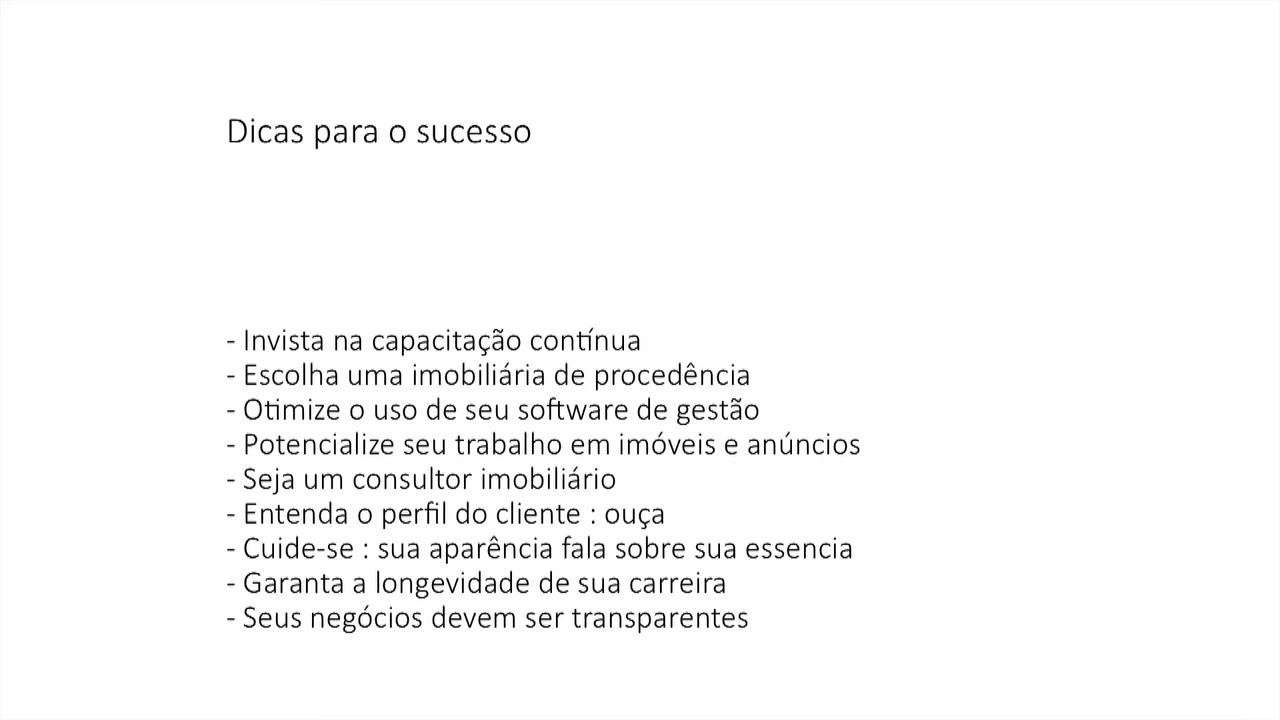 Dicas para o sucesso
- Invista na capacitação contínua
- Escolha uma imobiliária de procedência
- Otimize o uso de seu software de gestão
- Potencialize seu trabalho em imóveis e anúncios
- Seja um consultor imobiliário
- Entenda o perfil do cliente : ouça
- Cuide-se : sua aparência fala sobre sua essencia
- Garanta a longevidade de sua carreira
- Seus negócios devem ser transparentes